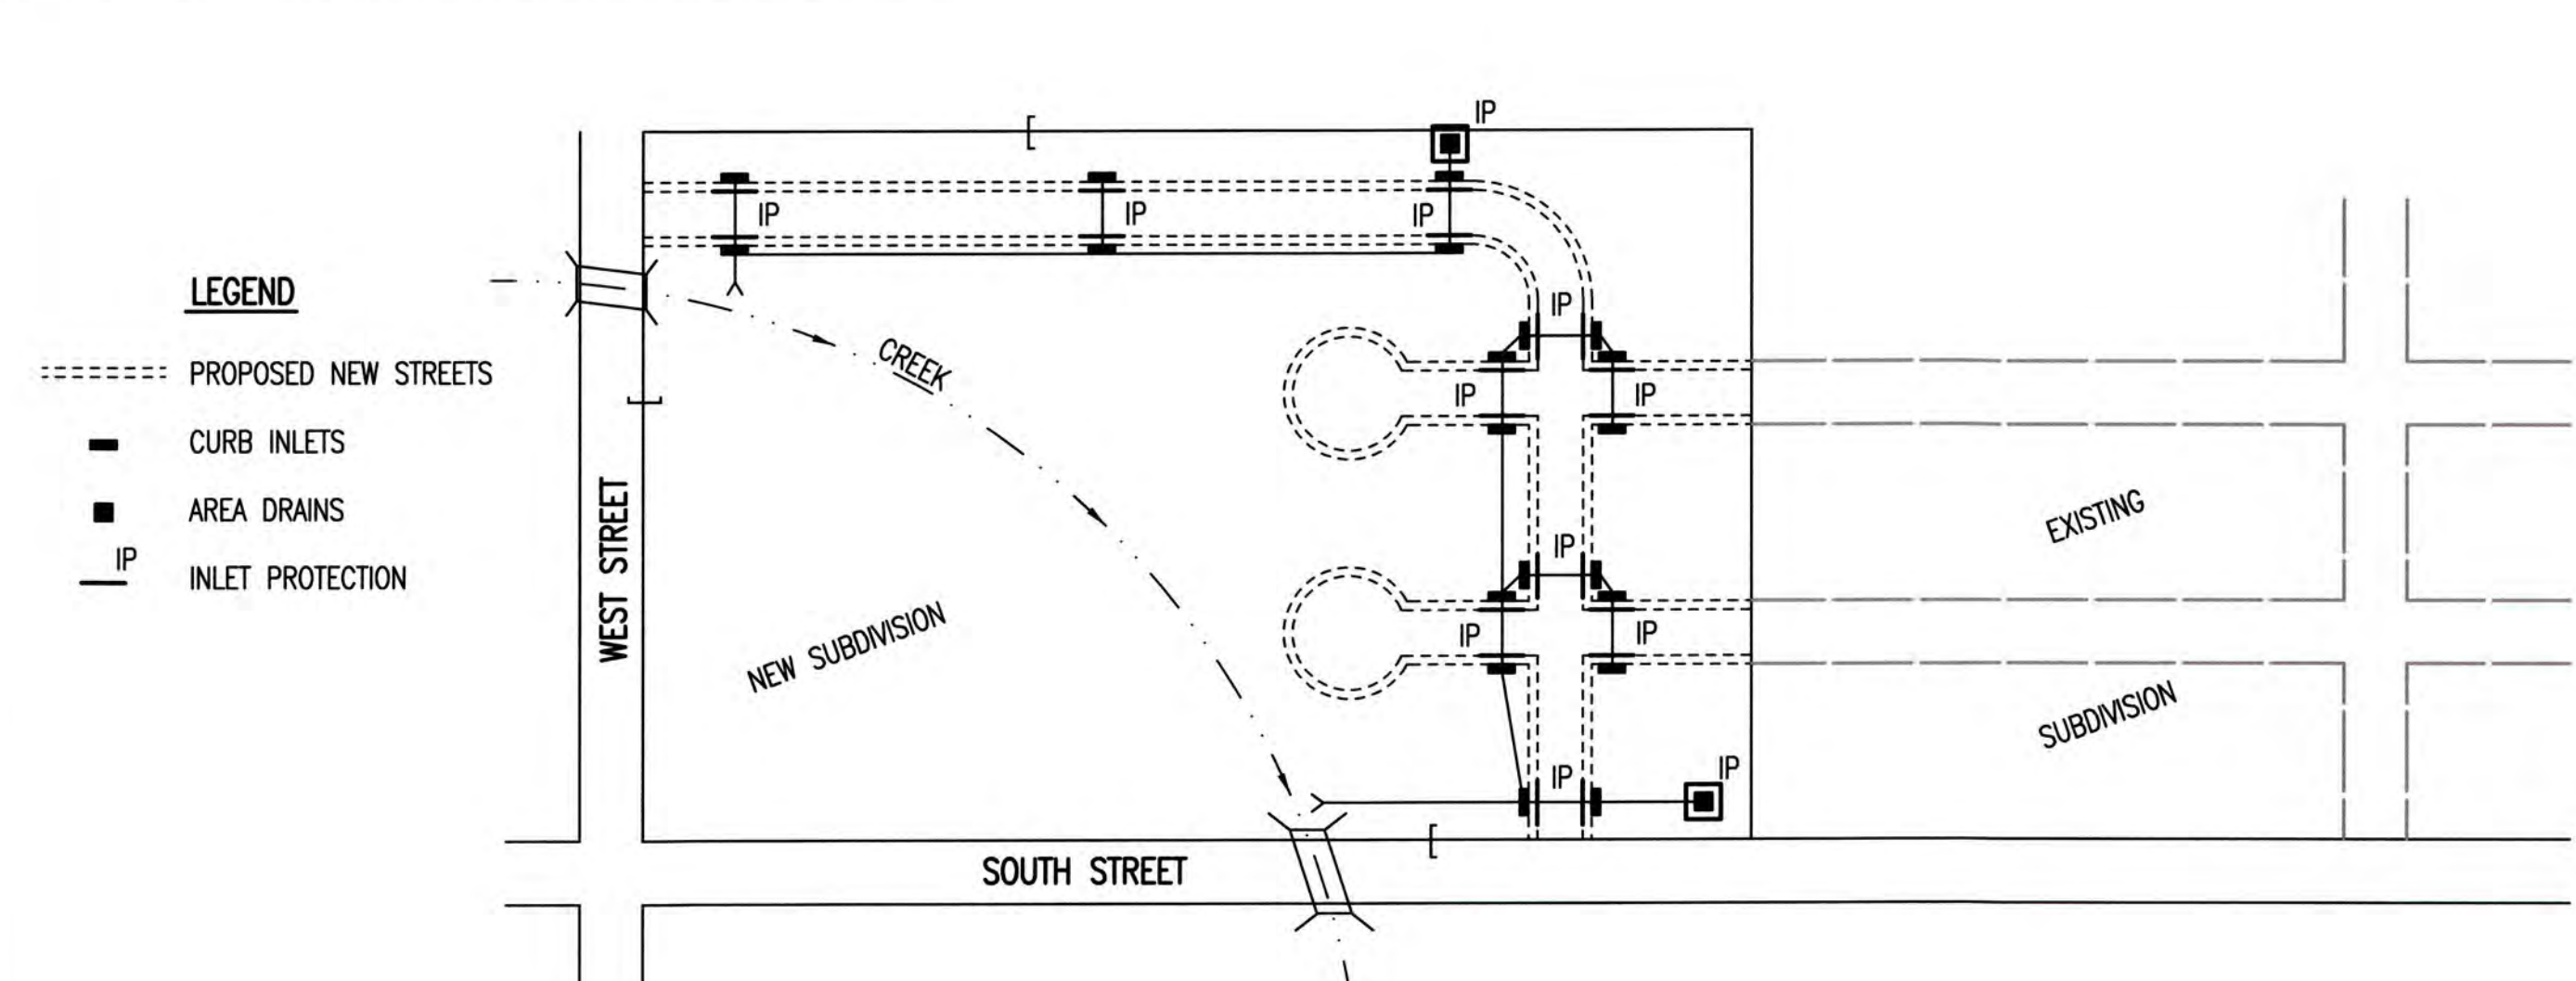 IP
IP
IP
IP
LEGEND
PROPOSED NEW STREETS
CURB INLETS
AREA DRAINS
IP
INLET PROTECTION
IP
CREEK
IP
IP
WEST STREET
EXISTING
IP
NEW SUBDIVISION
IP
IP
SUBDIVISION
IP
IP
SOUTH STREET